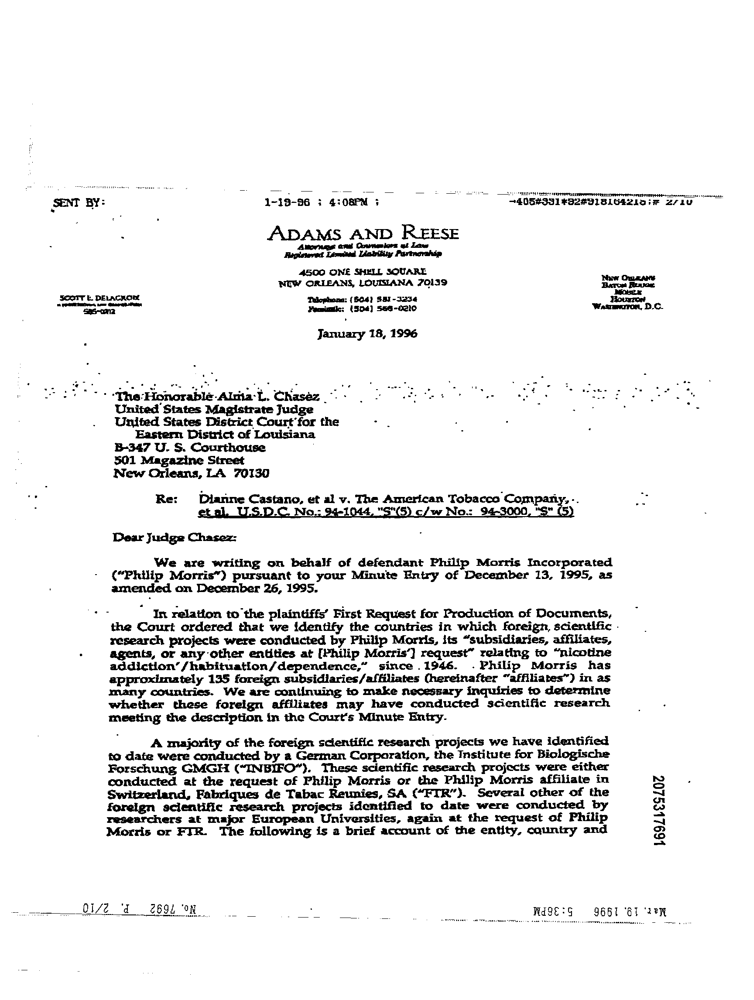 SENT BY: 1-19-96 ; 4:08PM ; →405#331*82#918164218;# 2/10
ADAMS AND REESE
Attorneys and Counselors at Law
Registered Limited Liability Partnership
4500 ONE SHELL SQUARE
NEW ORLEANS, LOUISIANA 70139
Telephone: (504) 581-3234
Facsimile: (504) 566-0210
NEW ORLEANS
BATON ROUGE
MOBILE
HOUSTON
WASHINGTON, D.C.
SCOTT E. DELACROIX
585-0212
January 18, 1996
The Honorable Alma L. Chasez
United States Magistrate Judge
United States District Court for the
Eastern District of Louisiana
B-347 U. S. Courthouse
501 Magazine Street
New Orleans, LA 70130
Re: Dianne Castano, et al v. The American Tobacco Company,
et al. U.S.D.C. No.: 94-1044, "S"(5) c/w No.: 94-3000, "S" (5)
Dear Judge Chasez:
We are writing on behalf of defendant Philip Morris Incorporated
("Philip Morris") pursuant to your Minute Entry of December 13, 1995, as
amended on December 26, 1995.
In relation to the plaintiffs' First Request for Production of Documents,
the Court ordered that we identify the countries in which foreign scientific
research projects were conducted by Philip Morris, its "subsidiaries, affiliates,
agents, or any other entities at [Philip Morris'] request" relating to "nicotine
addiction'/habituation/dependence," since 1946. Philip Morris has
approximately 135 foreign subsidiaries/affiliates (hereinafter "affiliates") in as
many countries. We are continuing to make necessary inquiries to determine
whether these foreign affiliates may have conducted scientific research
meeting the description in the Court's Minute Entry.
A majority of the foreign scientific research projects we have identified
to date were conducted by a German Corporation, the Institute for Biologische
Forschung GMGH ("INBIFO"). These scientific research projects were either
conducted at the request of Philip Morris or the Philip Morris affiliate in
Switzerland, Fabriques de Tabac Reunies, SA ("FTR"). Several other of the
foreign scientific research projects identified to date were conducted by
researchers at major European Universities, again at the request of Philip
Morris or FTR. The following is a brief account of the entity, country and
2075317691
Mar. 19. 1996 5:36PM No. 7692 P. 2/10